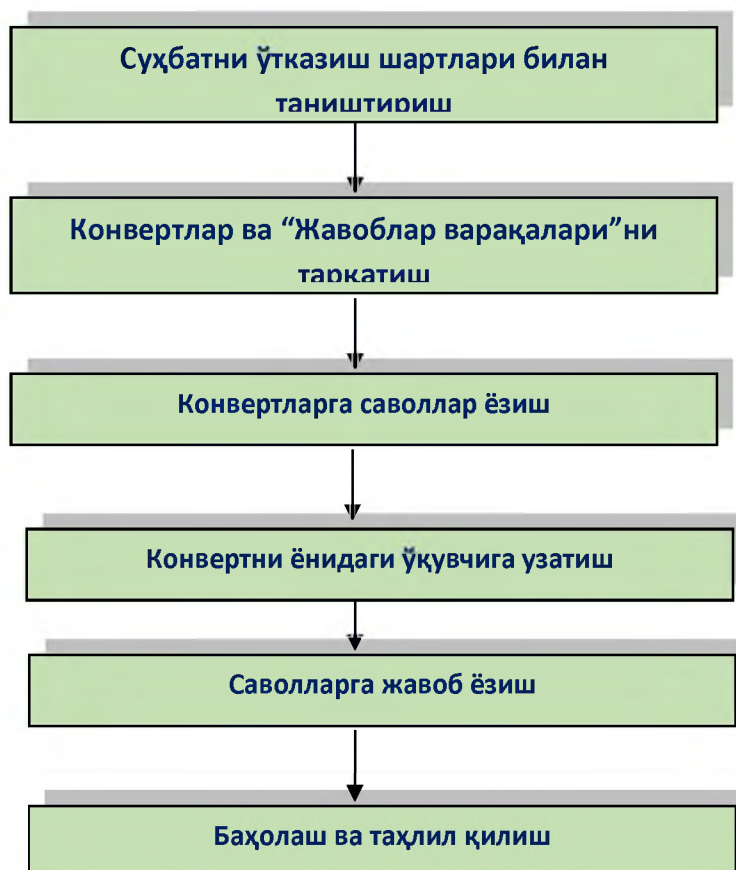 Суҳбатни ўтказиш шартлари билан
таништириш
Конвертлар ва “Жавоблар варақалари”ни
тарқатиш
Конвертларга саволлар ёзиш
Конвертни ёнидаги ўқувчига узатиш
Саволларга жавоб ёзиш
Баҳолаш ва таҳлил қилиш